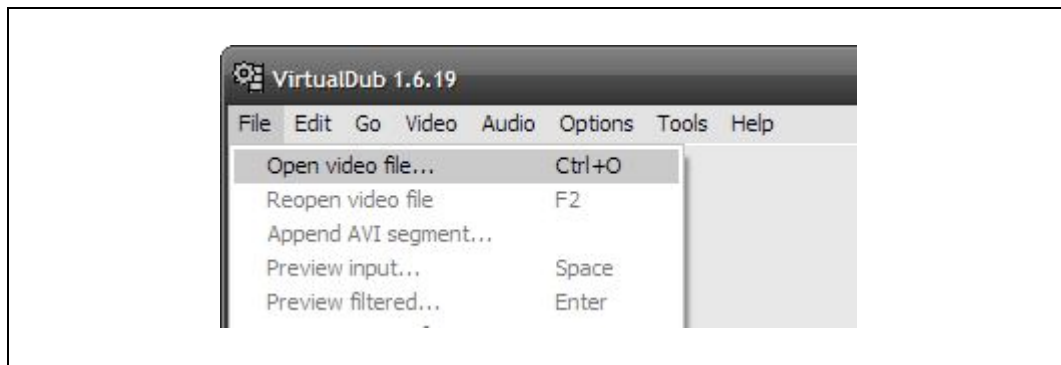 VirtualDub 1.6.19
File Edit Go Video Audio Options Tools Help
Open video file... Ctrl+O
Reopen video file F2
Append AVI segment...
Preview input... Space
Preview filtered... Enter